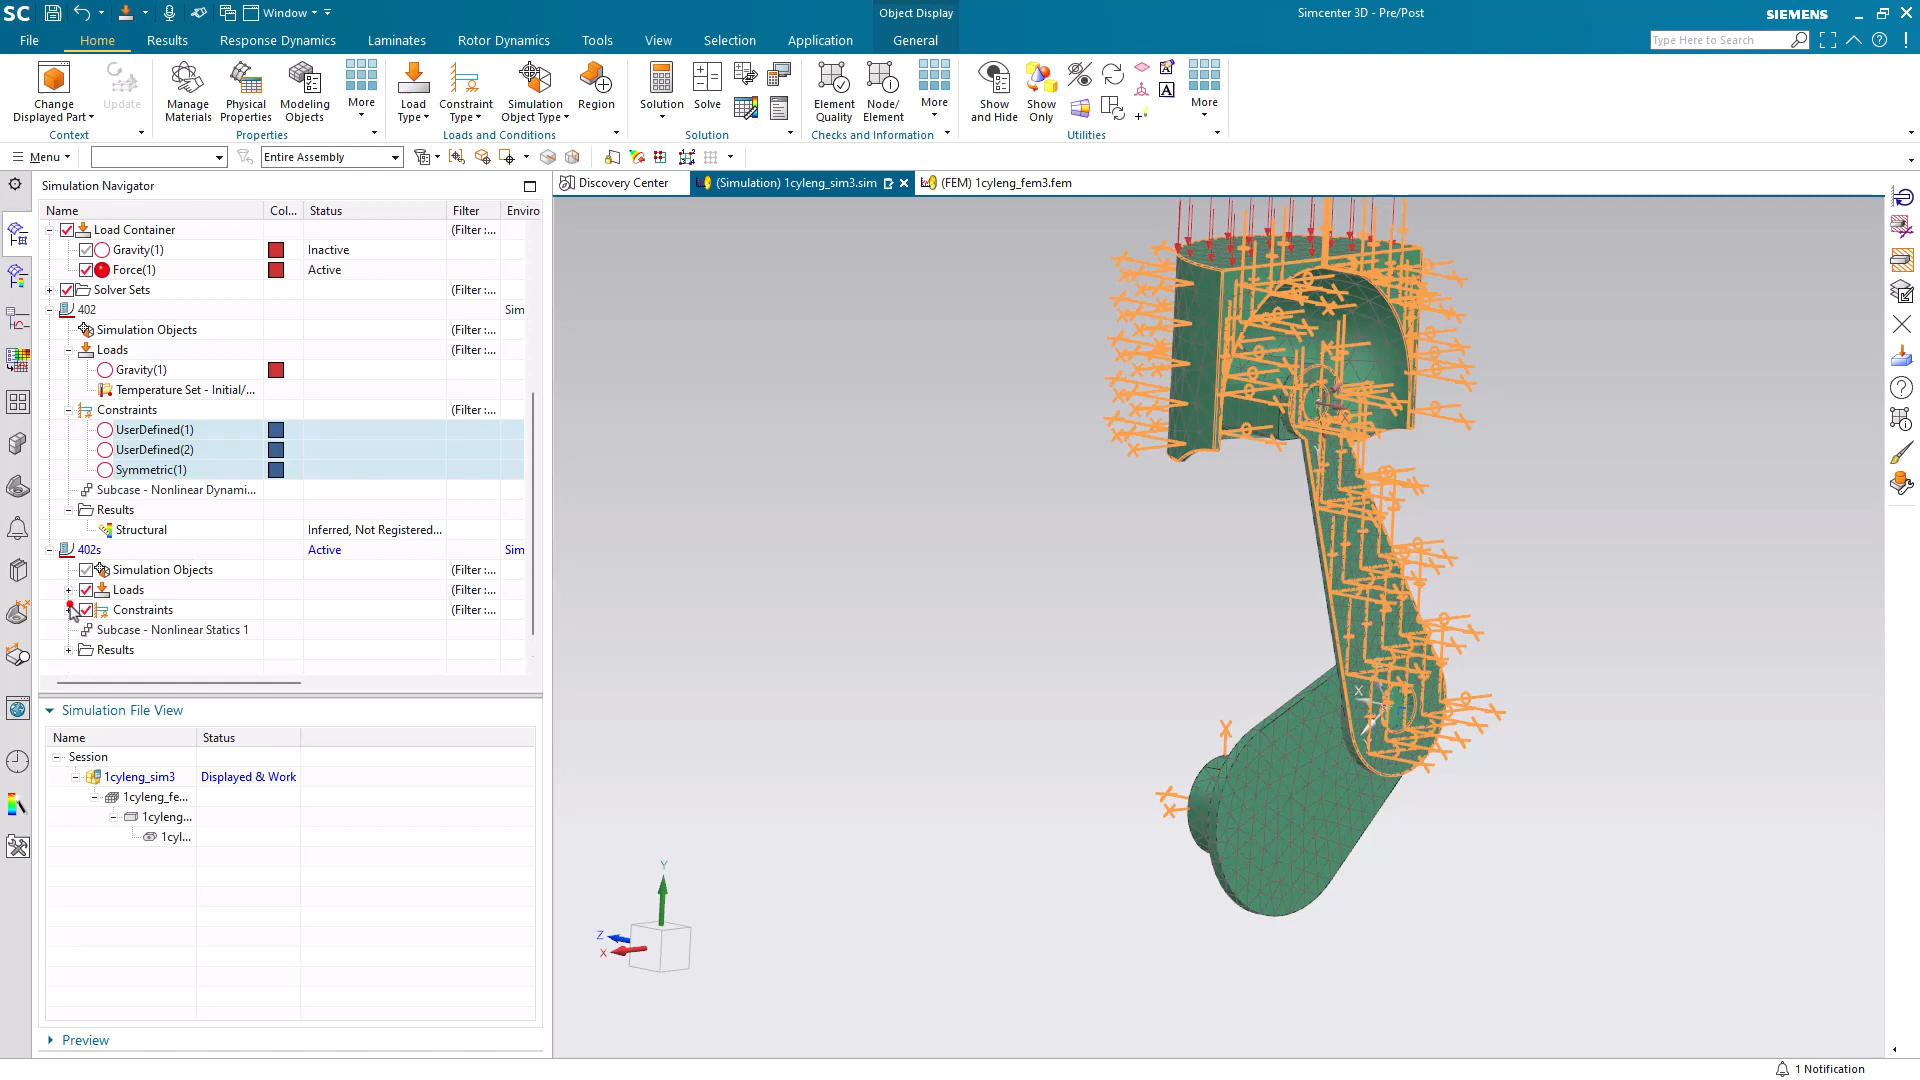 SC
Window
Object Display
Simcenter 3D - Pre/Post
SIEMENS
File
Home
Results
Response Dynamics
Laminates
Rotor Dynamics
Tools
View
Selection
Application
General
Type Here to Search
Change Displayed Part
Update
Manage Materials
Physical Properties
Modeling Objects
More
Load Type
Constraint Type
Simulation Object Type
Region
Solution
Solve
Element Quality
Node/ Element
More
Show and Hide
Show Only
More
Context
Properties
Loads and Conditions
Solution
Checks and Information
Utilities
Menu
Entire Assembly
Simulation Navigator
Discovery Center
(Simulation) 1cyleng_sim3.sim
(FEM) 1cyleng_fem3.fem
Name Col... Status Filter Enviro
Load Container (Filter :...
Gravity(1) Inactive
Force(1) Active
Solver Sets (Filter :...
402 Sim
Simulation Objects (Filter :...
Loads (Filter :...
Gravity(1)
Temperature Set - Initial/...
Constraints (Filter :...
UserDefined(1)
UserDefined(2)
Symmetric(1)
Subcase - Nonlinear Dynami...
Results
Structural Inferred, Not Registered...
402s Active Sim
Simulation Objects (Filter :...
Loads (Filter :...
Constraints (Filter :...
Subcase - Nonlinear Statics 1
Results
Simulation File View
Name Status
Session
1cyleng_sim3 Displayed & Work
1cyleng_fe...
1cyleng...
1cyl...
Preview
X
Y
Z
X
1 Notification